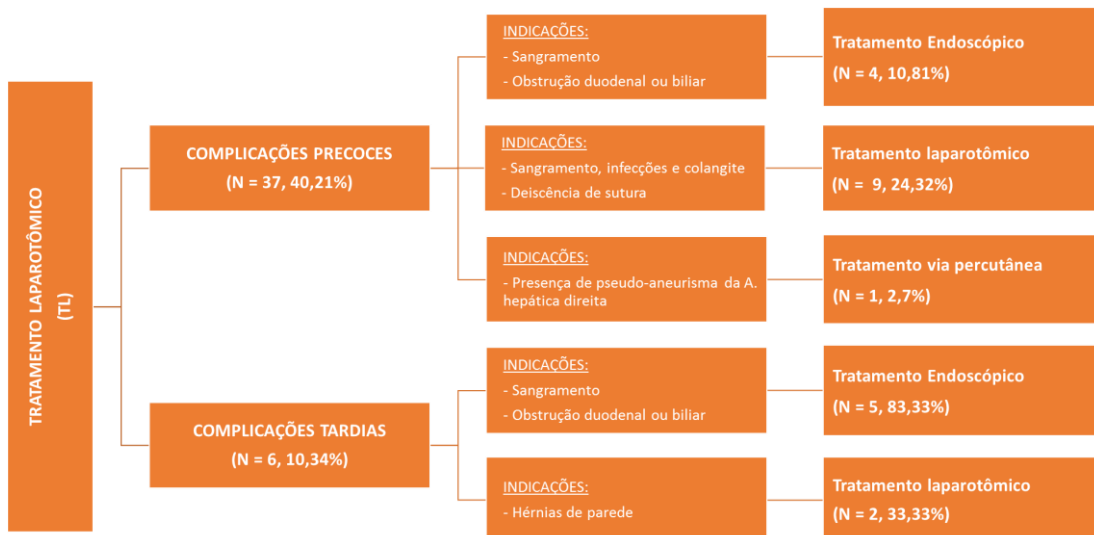 TRATAMENTO LAPAROTÔMICO
(TL)
COMPLICAÇÕES PRECOCES
(N = 37, 40,21%)
INDICAÇÕES:
- Sangramento
- Obstrução duodenal ou biliar
Tratamento Endoscópico
(N = 4, 10,81%)
INDICAÇÕES:
- Sangramento, infecções e colangite
- Deiscência de sutura
Tratamento laparotômico
(N = 9, 24,32%)
INDICAÇÕES:
- Presença de pseudo-aneurisma da A.
hepática direita
Tratamento via percutânea
(N = 1, 2,7%)
COMPLICAÇÕES TARDIAS
(N = 6, 10,34%)
INDICAÇÕES:
- Sangramento
- Obstrução duodenal ou biliar
Tratamento Endoscópico
(N = 5, 83,33%)
INDICAÇÕES:
- Hérnias de parede
Tratamento laparotômico
(N = 2, 33,33%)